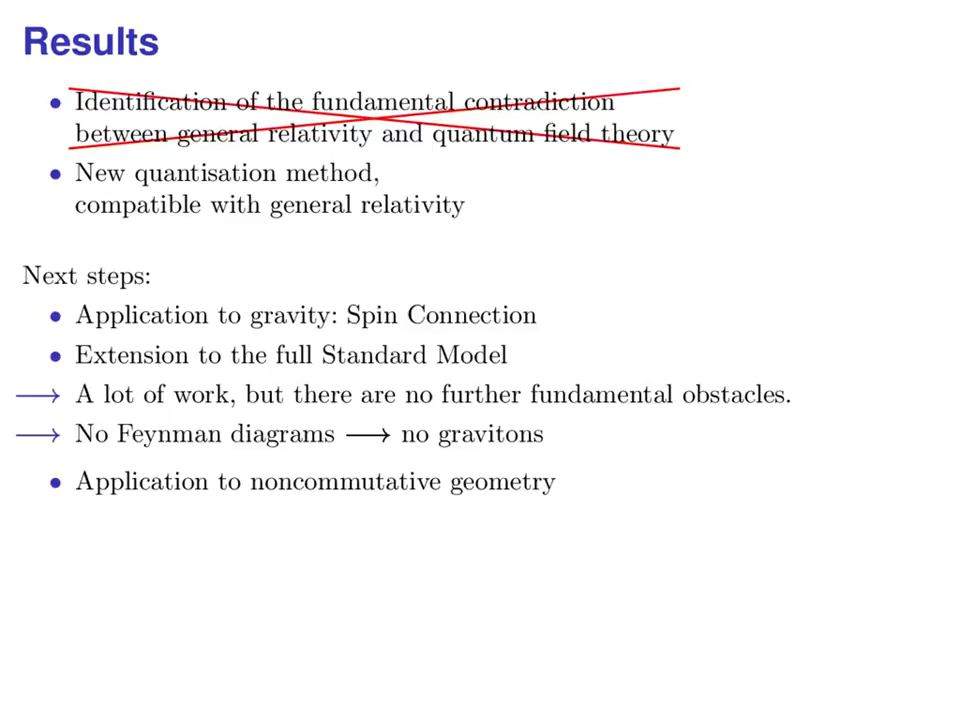 Results
• Identification of the fundamental contradiction
between general relativity and quantum field theory
• New quantisation method,
compatible with general relativity
Next steps:
• Application to gravity: Spin Connection
• Extension to the full Standard Model
⟶ A lot of work, but there are no further fundamental obstacles.
⟶ No Feynman diagrams ⟶ no gravitons
• Application to noncommutative geometry